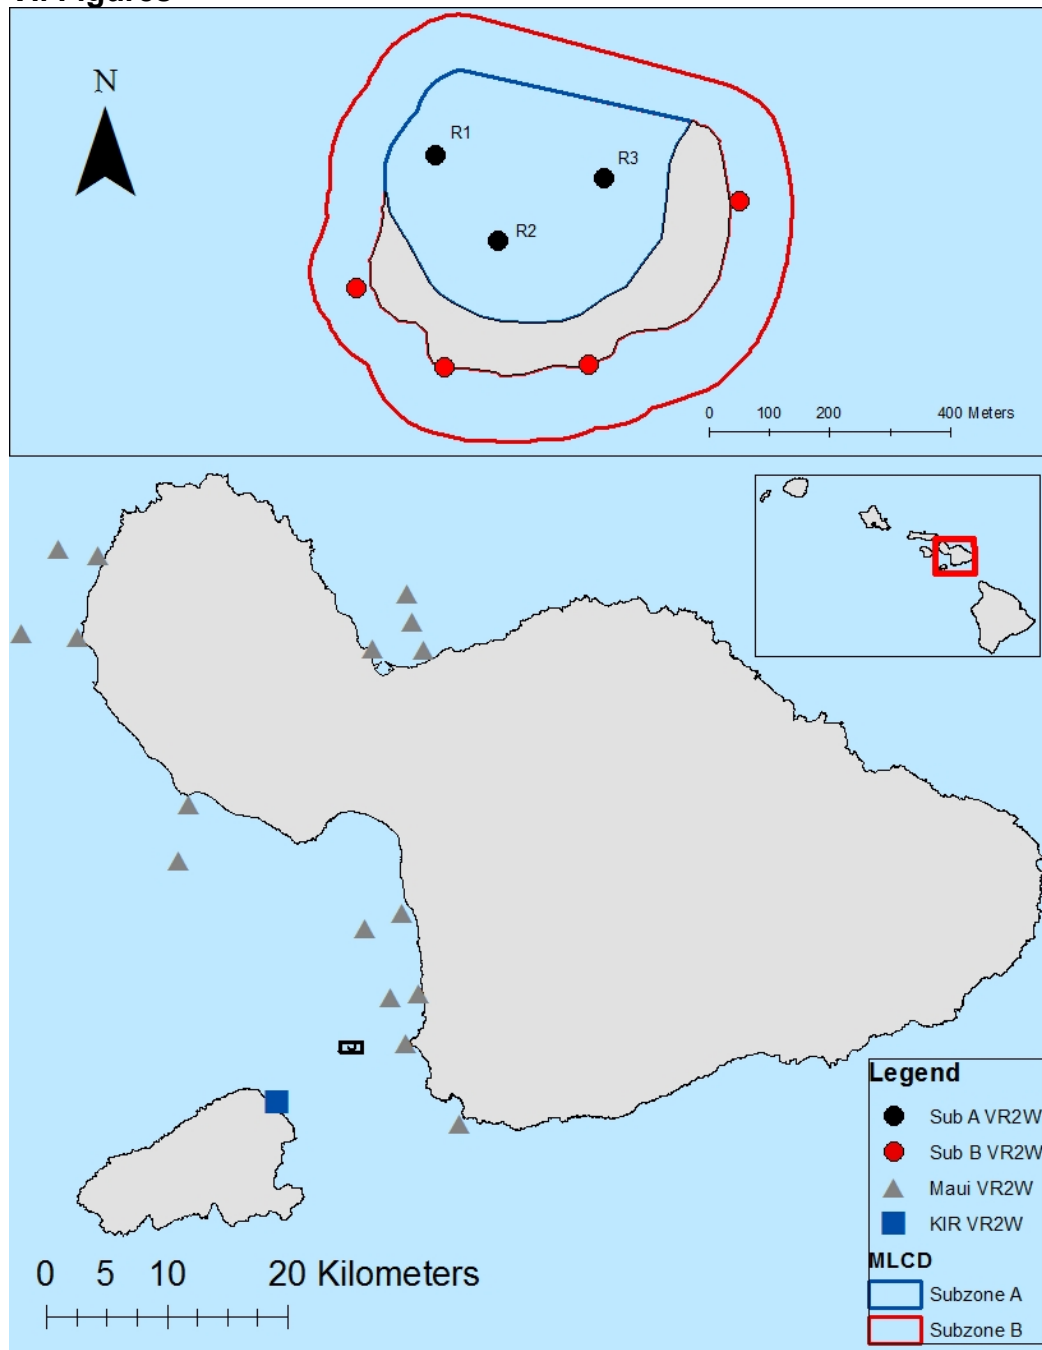 N
R1
R3
R2
0 100 200 400 Meters
Legend
Sub A VR2W
Sub B VR2W
Maui VR2W
KIR VR2W
MLCD
Subzone A
Subzone B
0 5 10 20 Kilometers